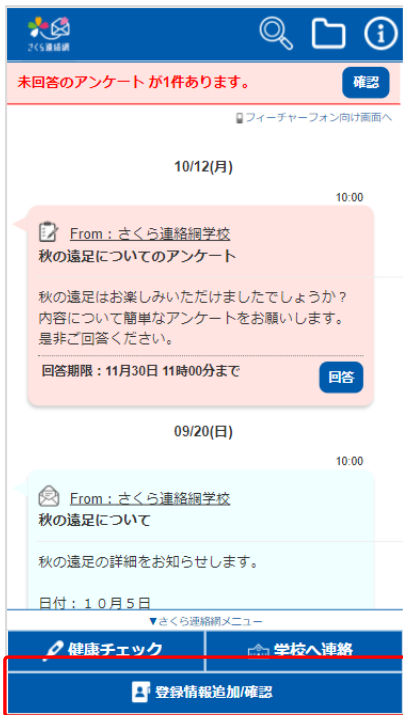 さくら連絡網
未回答のアンケート が1件あります。
確認
フィーチャーフォン向け画面へ
10/12(月)
10:00
From：さくら連絡網学校
秋の遠足についてのアンケート
秋の遠足はお楽しみいただけましたでしょうか？
内容について簡単なアンケートをお願いします。
是非ご回答ください。
回答期限：11月30日 11時00分まで
回答
09/20(日)
10:00
From：さくら連絡網学校
秋の遠足について
秋の遠足の詳細をお知らせします。
日付：１０月５日
▼さくら連絡網メニュー
健康チェック
学校へ連絡
登録情報追加/確認